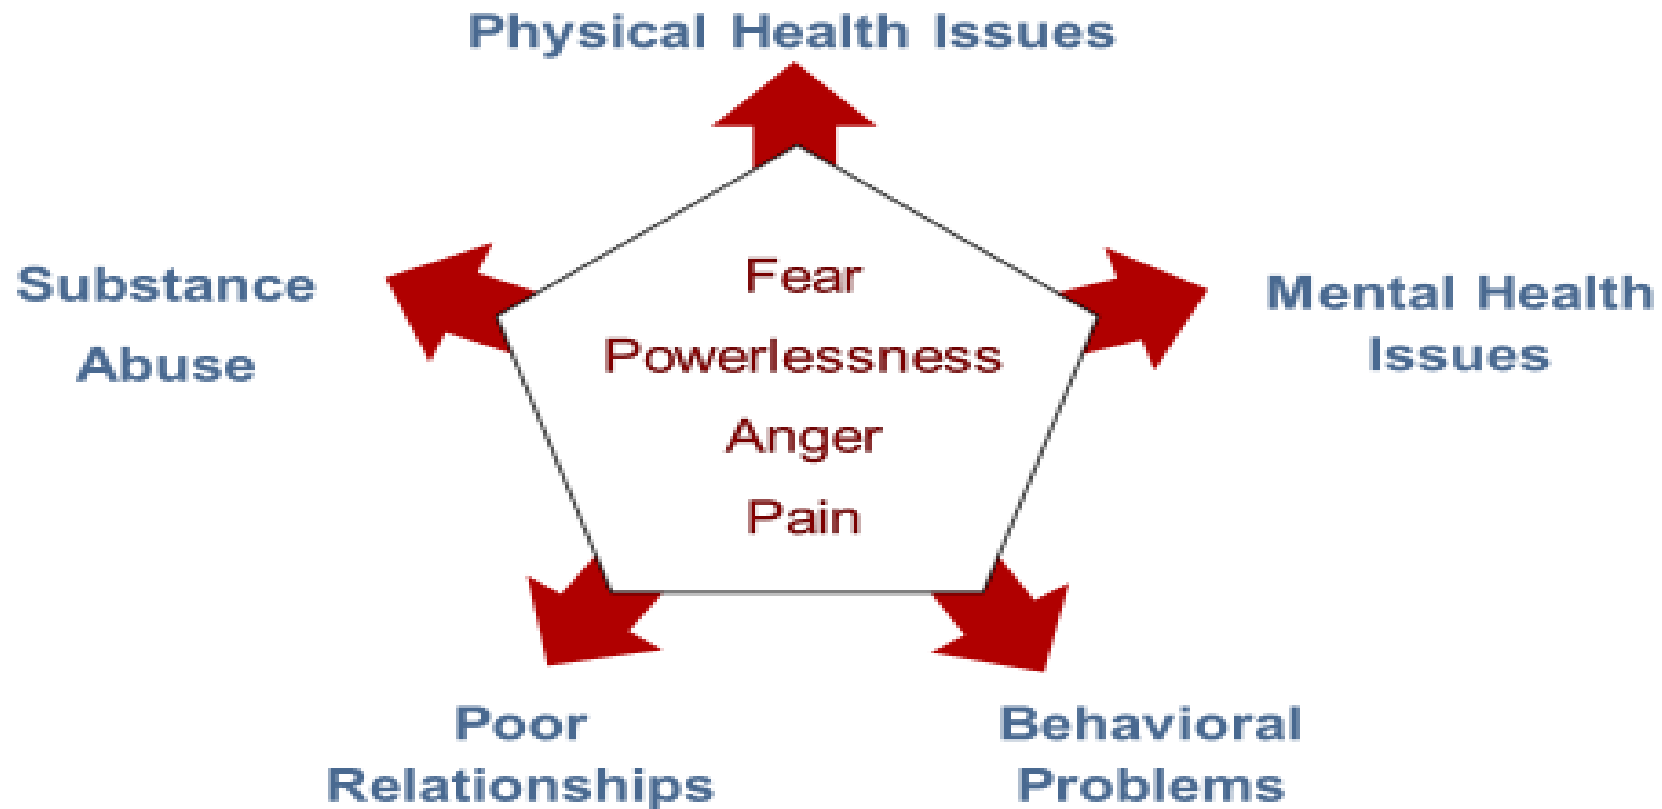 Physical Health Issues
Substance
Abuse
Fear
Powerlessness
Anger
Pain
Mental Health
Issues
Poor
Relationships
Behavioral
Problems